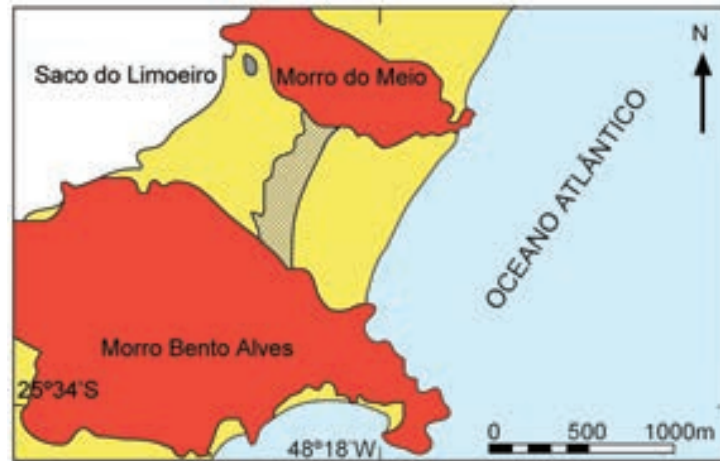 N
Saco do Limoeiro
Morro do Meio
OCEANO ATLÂNTICO
Morro Bento Alves
25°34'S
48°18'W
0 500 1000m